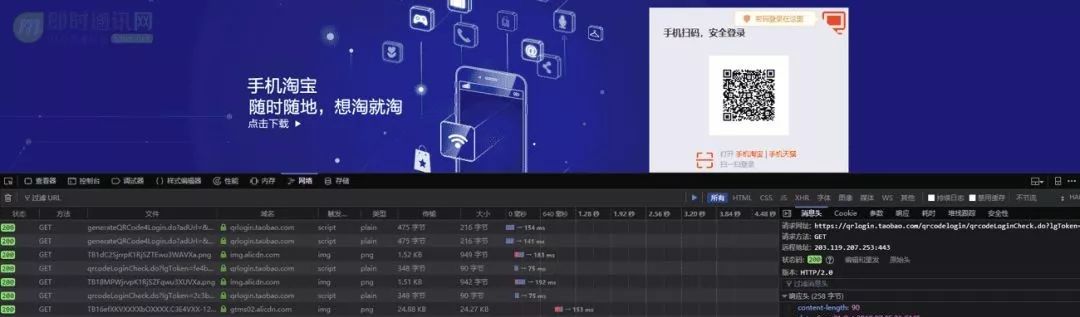 即时通讯网
密码登录在这里
手机扫码，安全登录
手机淘宝
随时随地，想淘就淘
点击下载
打开 手机淘宝 | 手机天猫
扫一扫登录
查看器 控制台 调试器 {} 样式编辑器 性能 内存 网络 存储
过滤 URL
所有 HTML CSS JS XHR 字体 图像 媒体 WS 其他 持续日志 禁用缓存 不节流
状态 方法 文件 域名 触发... 类型 传输 大小 0 毫秒 640 毫秒 1.28 秒 1.92 秒 2.56 秒 3.20 秒 3.84 秒 4.48 秒
消息头 Cookie 参数 响应 耗时 堆栈跟踪 安全性
200 GET generateQRCode4Login.do?adUrl=&... qrlogin.taobao.com script plain 475 字节 216 字节 154 ms
200 GET generateQRCode4Login.do?adUrl=&... qrlogin.taobao.com script plain 475 字节 216 字节 141 ms
200 GET img.alicdn.com img png 1.52 KB 949 字节 183 ms
200 GET qrcodeLoginCheck.do?lgToken=fe4b... qrlogin.taobao.com script plain 348 字节 90 字节 75 ms
200 GET img.alicdn.com img png 1.51 KB 942 字节 192 ms
200 GET qrcodeLoginCheck.do?lgToken=2c3b... qrlogin.taobao.com script plain 348 字节 90 字节 75 ms
200 GET gtms02.alicdn.com img png 24.88 KB 24.27 KB 153 ms
请求网址: https://qrlogin.taobao.com/qrcodelogin/qrcodeLoginCheck.do?lgToken
请求方法: GET
远程地址: 203.119.207.253:443
状态码: 200 编辑和重发 原始头
版本: HTTP/2.0
过滤消息头
响应头 (258 字节)
content-length: 90